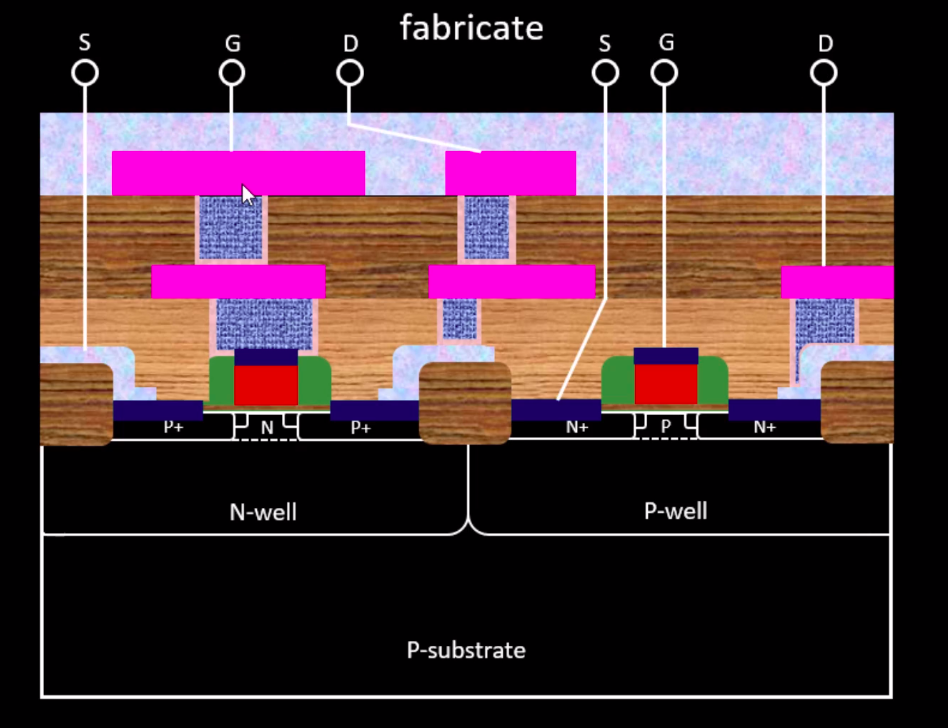 fabricate
S G D S G D
P+ N P+ N+ P N+
N-well P-well
P-substrate